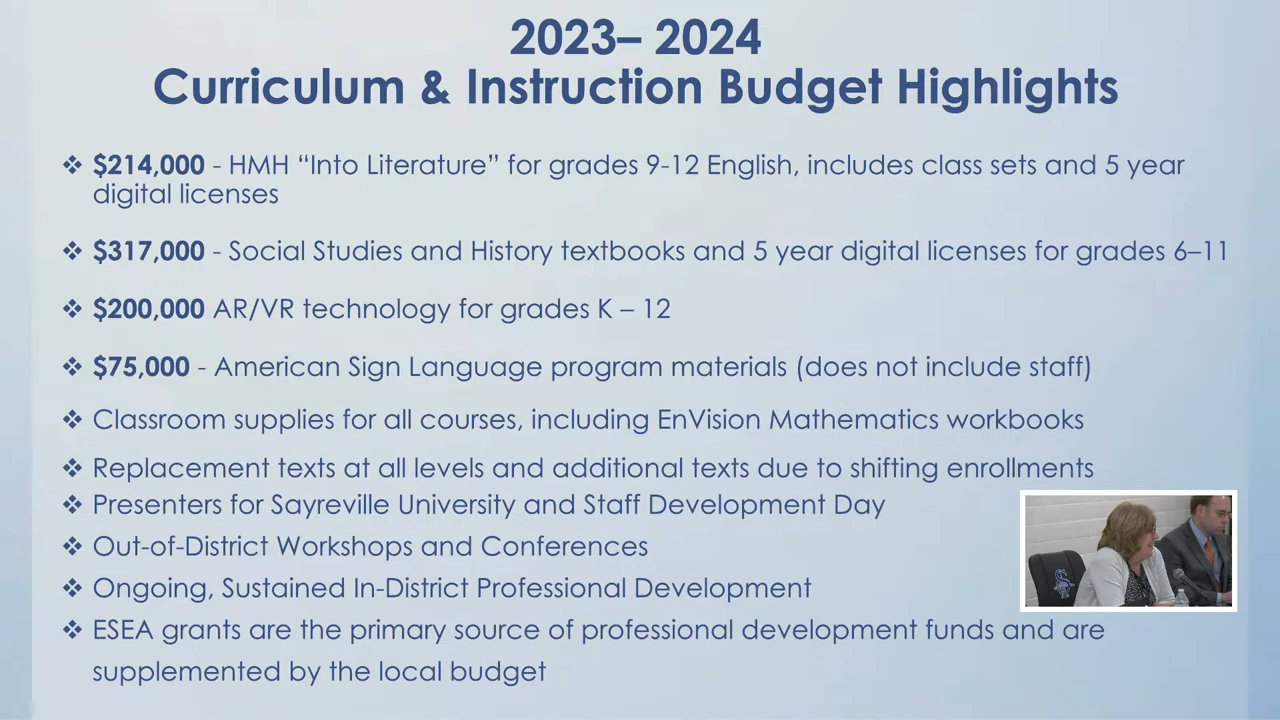 2023– 2024
Curriculum & Instruction Budget Highlights
❖ $214,000 - HMH “Into Literature” for grades 9-12 English, includes class sets and 5 year
digital licenses
❖ $317,000 - Social Studies and History textbooks and 5 year digital licenses for grades 6–11
❖ $200,000 AR/VR technology for grades K – 12
❖ $75,000 - American Sign Language program materials (does not include staff)
❖ Classroom supplies for all courses, including EnVision Mathematics workbooks
❖ Replacement texts at all levels and additional texts due to shifting enrollments
❖ Presenters for Sayreville University and Staff Development Day
❖ Out-of-District Workshops and Conferences
❖ Ongoing, Sustained In-District Professional Development
❖ ESEA grants are the primary source of professional development funds and are
supplemented by the local budget